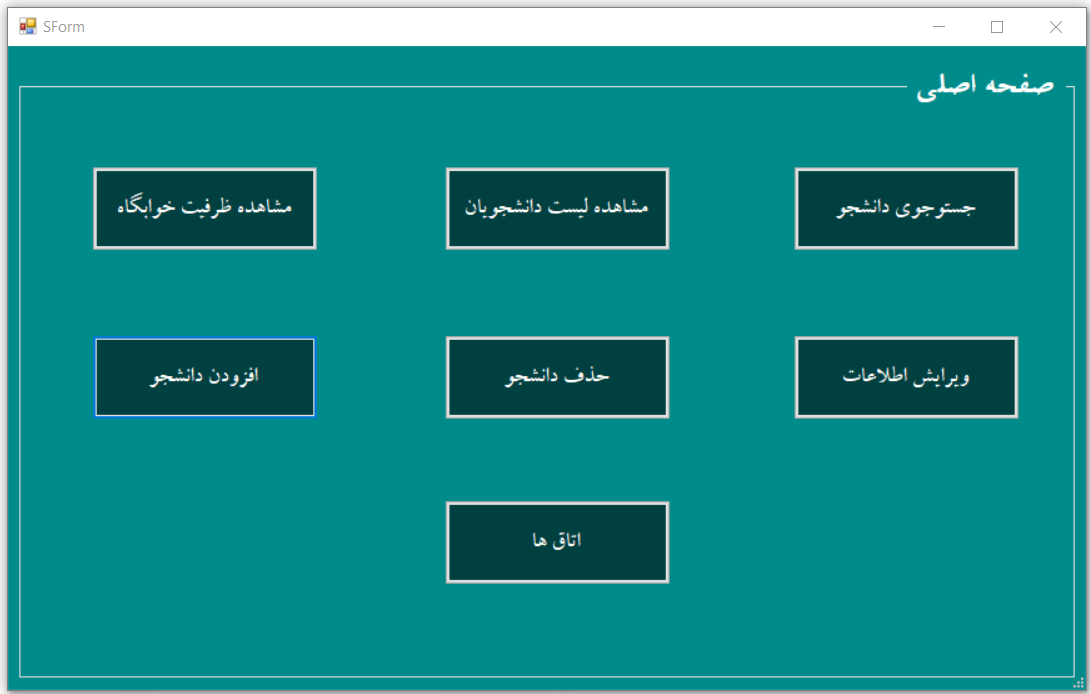 SForm
صفحه اصلی
جستوجوی دانشجو
مشاهده لیست دانشجویان
مشاهده ظرفیت خوابگاه
ویرایش اطلاعات
حذف دانشجو
افزودن دانشجو
اتاق ها